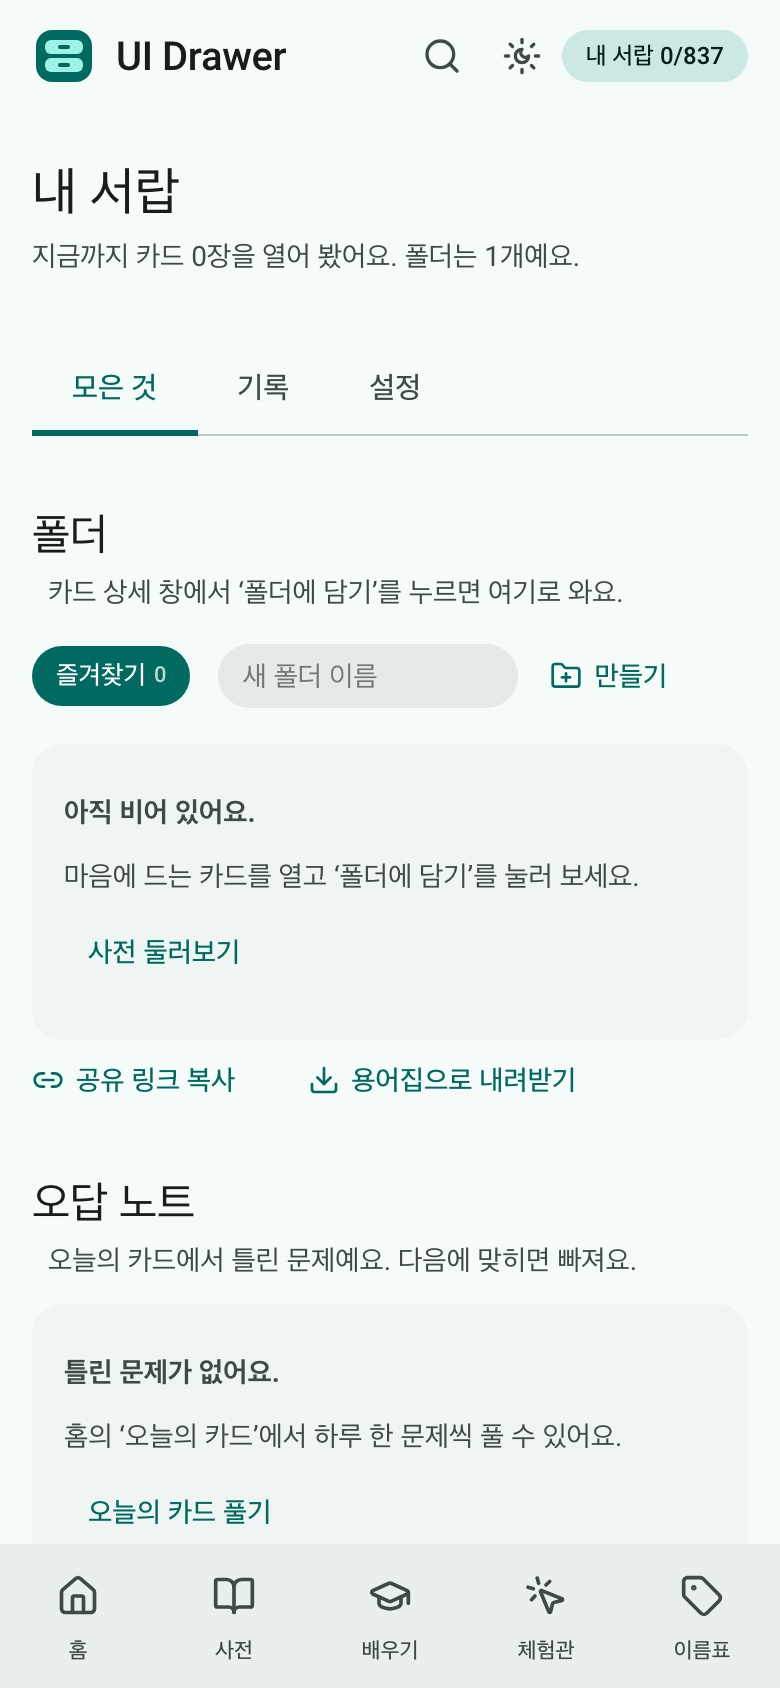 UI Drawer
내 서랍 0/837
내 서랍
지금까지 카드 0장을 열어 봤어요. 폴더는 1개예요.
모은 것 기록 설정
폴더
카드 상세 창에서 ‘폴더에 담기’를 누르면 여기로 와요.
즐겨찾기 0 새 폴더 이름 만들기
아직 비어 있어요.
마음에 드는 카드를 열고 ‘폴더에 담기’를 눌러 보세요.
사전 둘러보기
공유 링크 복사 용어집으로 내려받기
오답 노트
오늘의 카드에서 틀린 문제예요. 다음에 맞히면 빠져요.
틀린 문제가 없어요.
홈의 ‘오늘의 카드’에서 하루 한 문제씩 풀 수 있어요.
오늘의 카드 풀기
홈 사전 배우기 체험관 이름표